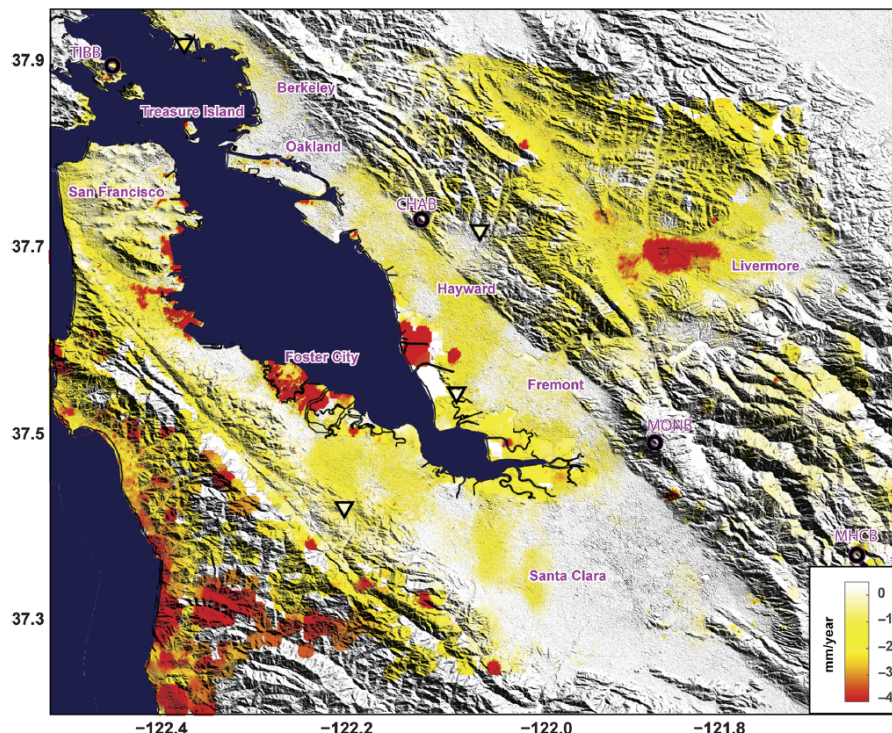 37.9
37.7
37.5
37.3
TIBB
Berkeley
Treasure Island
Oakland
San Francisco
CHAB
Livermore
Hayward
Foster City
Fremont
MONB
MHCB
Santa Clara
mm/year
0
−1
−2
−3
−4
−122.4
−122.2
−122.0
−121.8